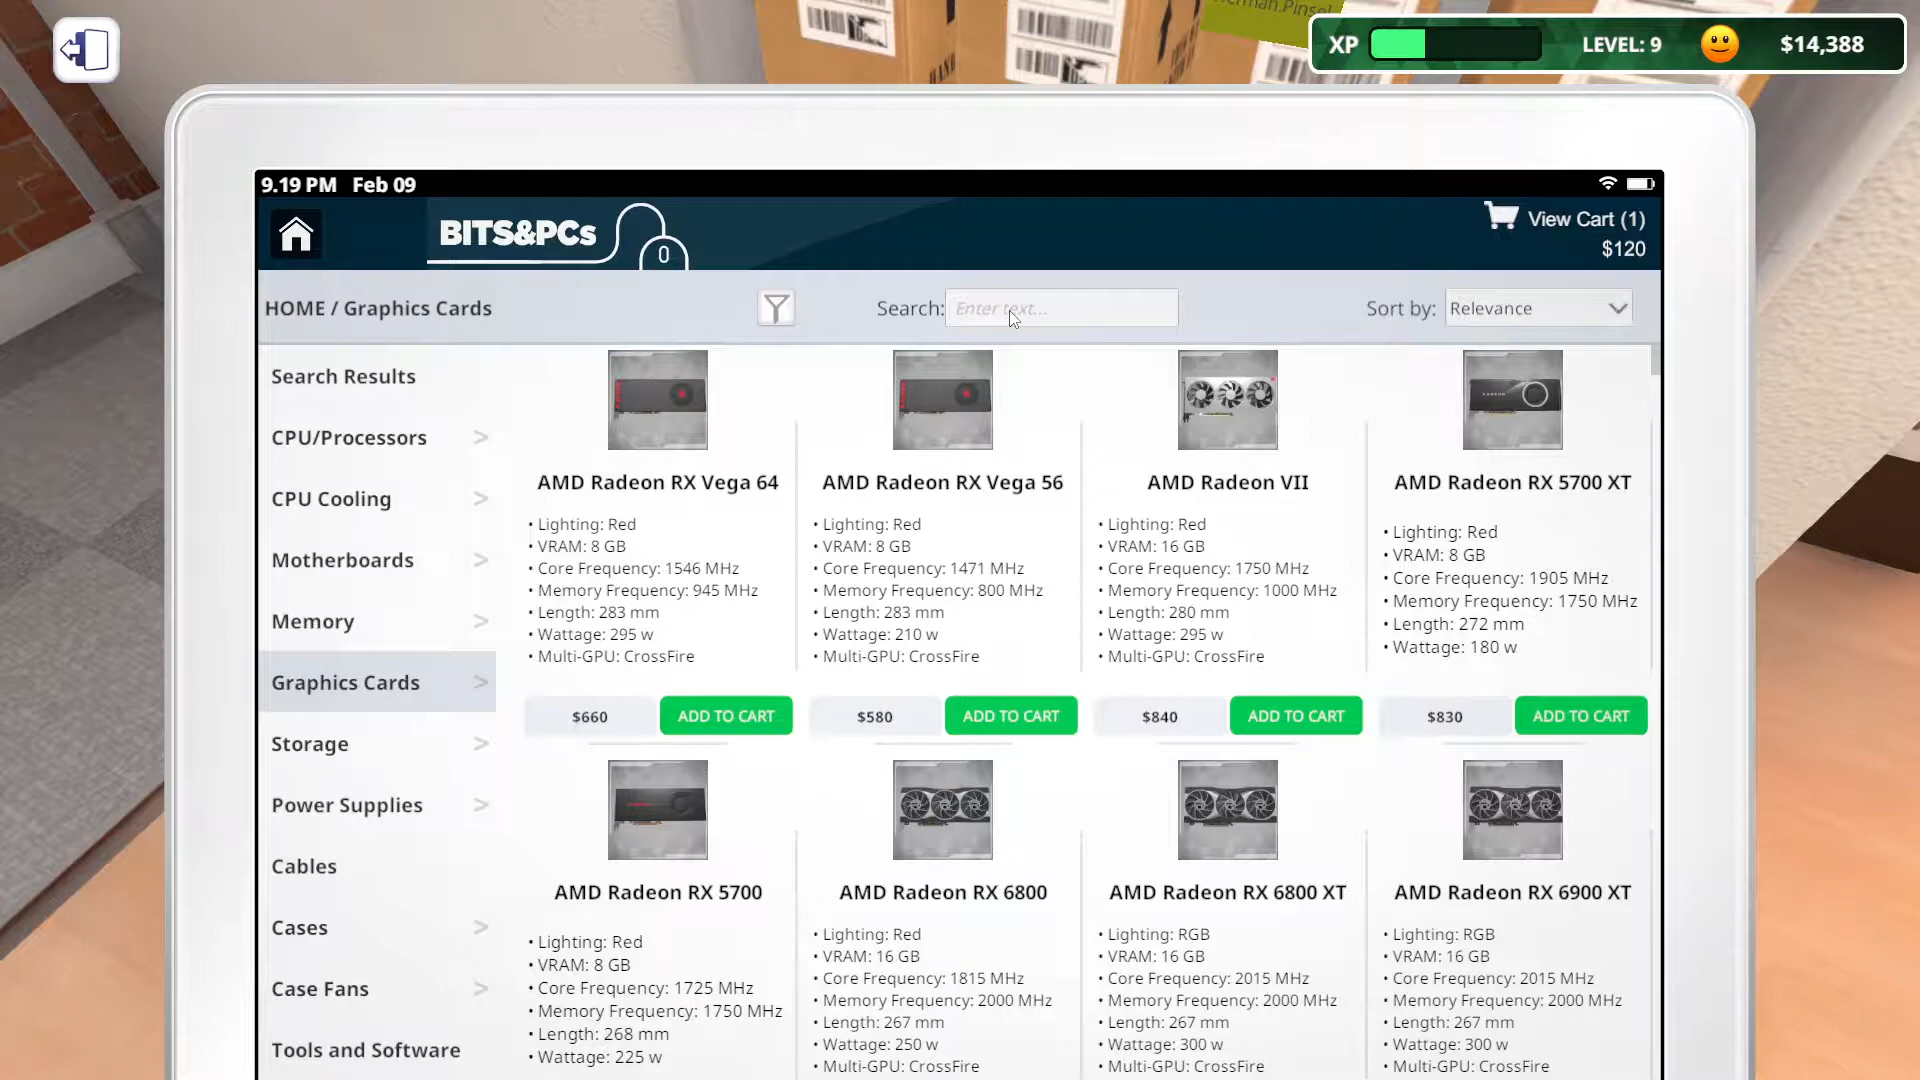 XP
LEVEL: 9
$14,388
9.19 PM Feb 09
BITS&PCs
View Cart (1)
$120
HOME / Graphics Cards
Search:
Enter text...
Sort by:
Relevance
Search Results
CPU/Processors >
CPU Cooling >
Motherboards >
Memory >
Graphics Cards >
Storage >
Power Supplies >
Cables
Cases >
Case Fans >
Tools and Software
AMD Radeon RX Vega 64
• Lighting: Red
• VRAM: 8 GB
• Core Frequency: 1546 MHz
• Memory Frequency: 945 MHz
• Length: 283 mm
• Wattage: 295 w
• Multi-GPU: CrossFire
$660
ADD TO CART
AMD Radeon RX Vega 56
• Lighting: Red
• VRAM: 8 GB
• Core Frequency: 1471 MHz
• Memory Frequency: 800 MHz
• Length: 283 mm
• Wattage: 210 w
• Multi-GPU: CrossFire
$580
ADD TO CART
AMD Radeon VII
• Lighting: Red
• VRAM: 16 GB
• Core Frequency: 1750 MHz
• Memory Frequency: 1000 MHz
• Length: 280 mm
• Wattage: 295 w
• Multi-GPU: CrossFire
$840
ADD TO CART
AMD Radeon RX 5700 XT
• Lighting: Red
• VRAM: 8 GB
• Core Frequency: 1905 MHz
• Memory Frequency: 1750 MHz
• Length: 272 mm
• Wattage: 180 w
$830
ADD TO CART
AMD Radeon RX 5700
• Lighting: Red
• VRAM: 8 GB
• Core Frequency: 1725 MHz
• Memory Frequency: 1750 MHz
• Length: 268 mm
• Wattage: 225 w
AMD Radeon RX 6800
• Lighting: Red
• VRAM: 16 GB
• Core Frequency: 1815 MHz
• Memory Frequency: 2000 MHz
• Length: 267 mm
• Wattage: 250 w
• Multi-GPU: CrossFire
AMD Radeon RX 6800 XT
• Lighting: RGB
• VRAM: 16 GB
• Core Frequency: 2015 MHz
• Memory Frequency: 2000 MHz
• Length: 267 mm
• Wattage: 300 w
• Multi-GPU: CrossFire
AMD Radeon RX 6900 XT
• Lighting: RGB
• VRAM: 16 GB
• Core Frequency: 2015 MHz
• Memory Frequency: 2000 MHz
• Length: 267 mm
• Wattage: 300 w
• Multi-GPU: CrossFire